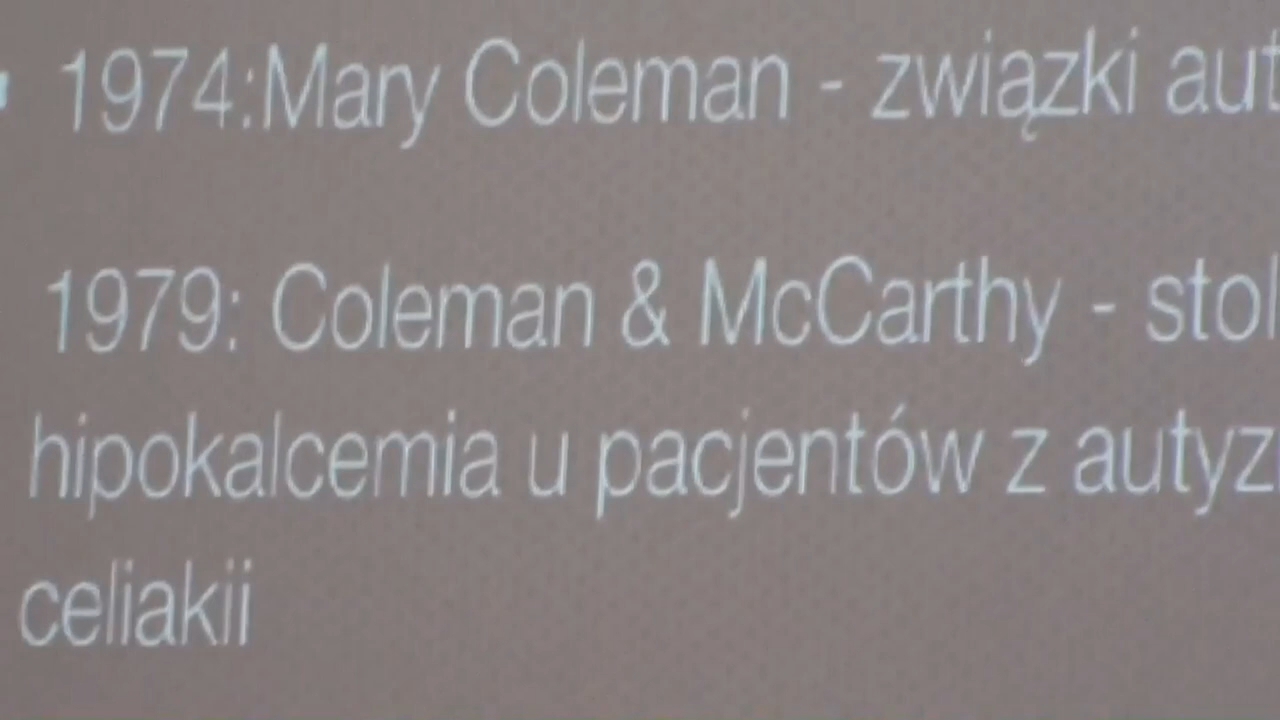 1974:Mary Coleman - związki aut
1979: Coleman & McCarthy - stol
hipokalcemia u pacjentów z autyz
celiakii